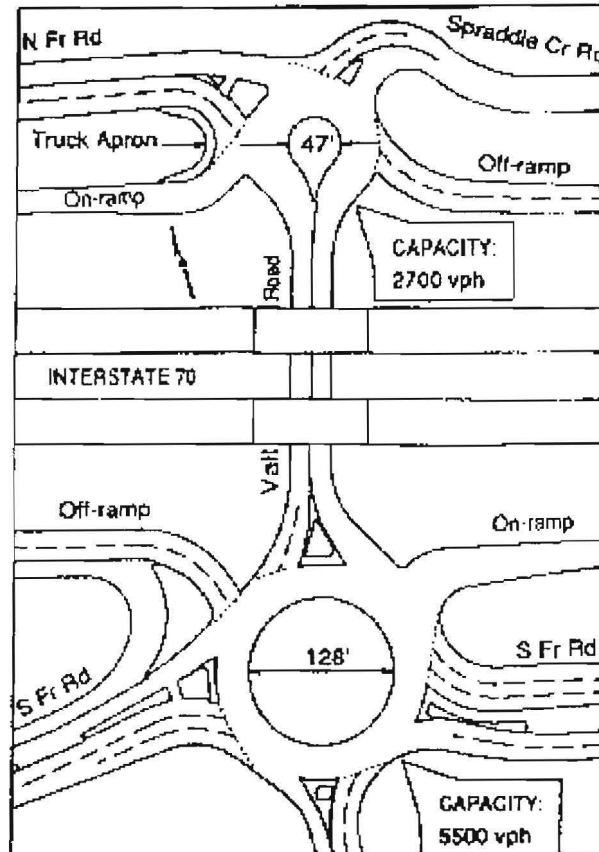 N Fr Rd
Spraddle Cr Rd
Truck Apron
47'
Off-ramp
On-ramp
CAPACITY:
2700 vph
Road
INTERSTATE 70
Vail
Off-ramp
On-ramp
128'
S Fr Rd
S Fr Rd
CAPACITY:
5500 vph